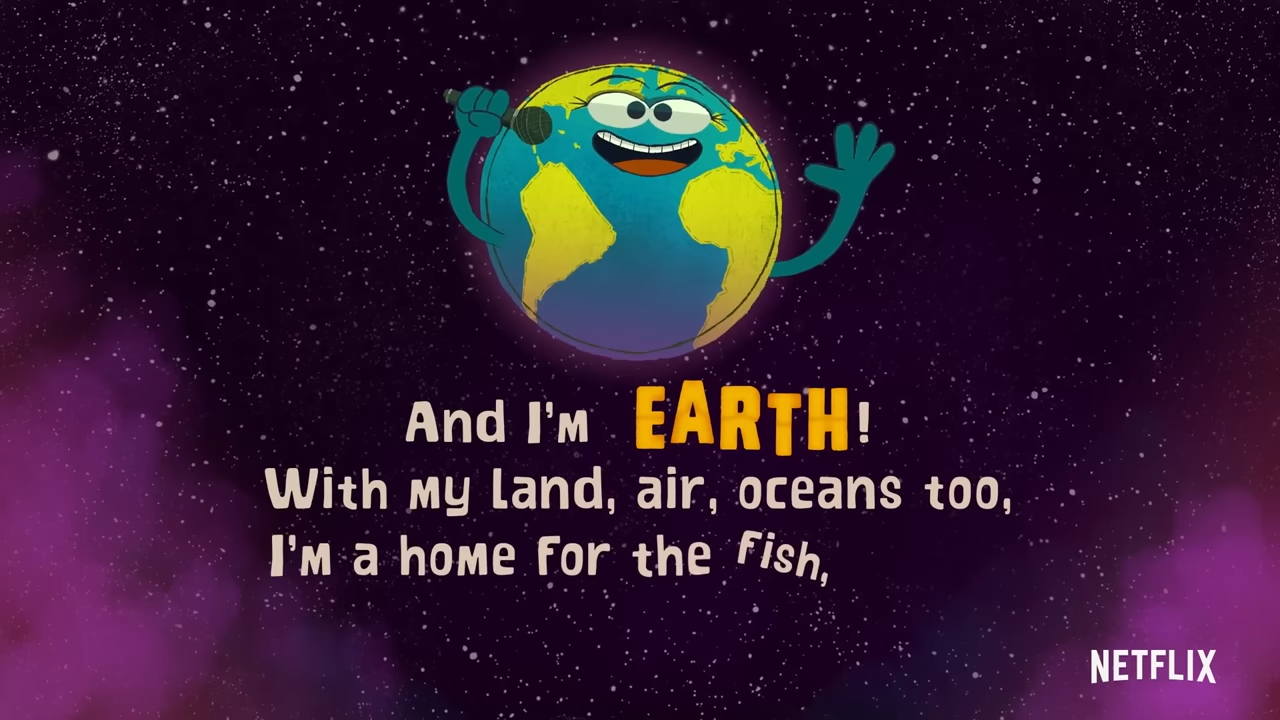 And I'm EARTH!
With my land, air, oceans too,
I'm a home for the fish,
NETFLIX